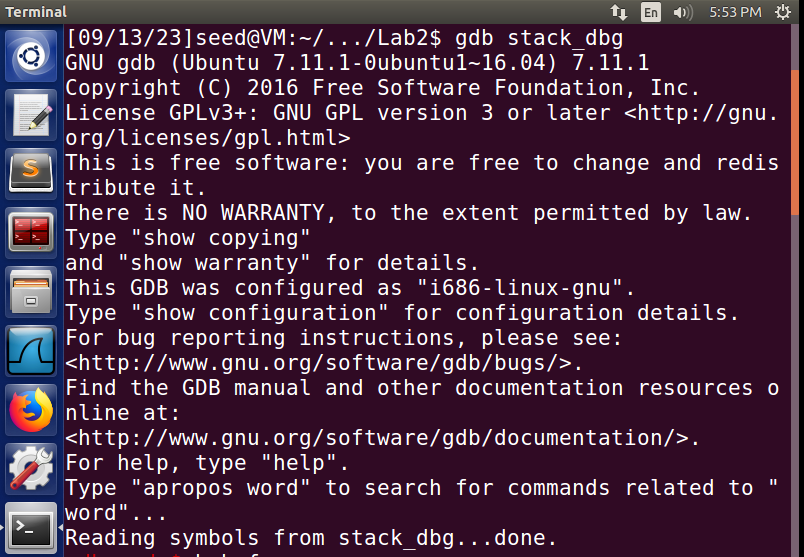 Terminal
En
5:53 PM
[09/13/23]seed@VM:~/.../Lab2$ gdb stack_dbg
GNU gdb (Ubuntu 7.11.1-0ubuntu1~16.04) 7.11.1
Copyright (C) 2016 Free Software Foundation, Inc.
License GPLv3+: GNU GPL version 3 or later <http://gnu.
org/licenses/gpl.html>
This is free software: you are free to change and redis
tribute it.
There is NO WARRANTY, to the extent permitted by law.
Type "show copying"
and "show warranty" for details.
This GDB was configured as "i686-linux-gnu".
Type "show configuration" for configuration details.
For bug reporting instructions, please see:
<http://www.gnu.org/software/gdb/bugs/>.
Find the GDB manual and other documentation resources o
nline at:
<http://www.gnu.org/software/gdb/documentation/>.
For help, type "help".
Type "apropos word" to search for commands related to "
word"...
Reading symbols from stack_dbg...done.